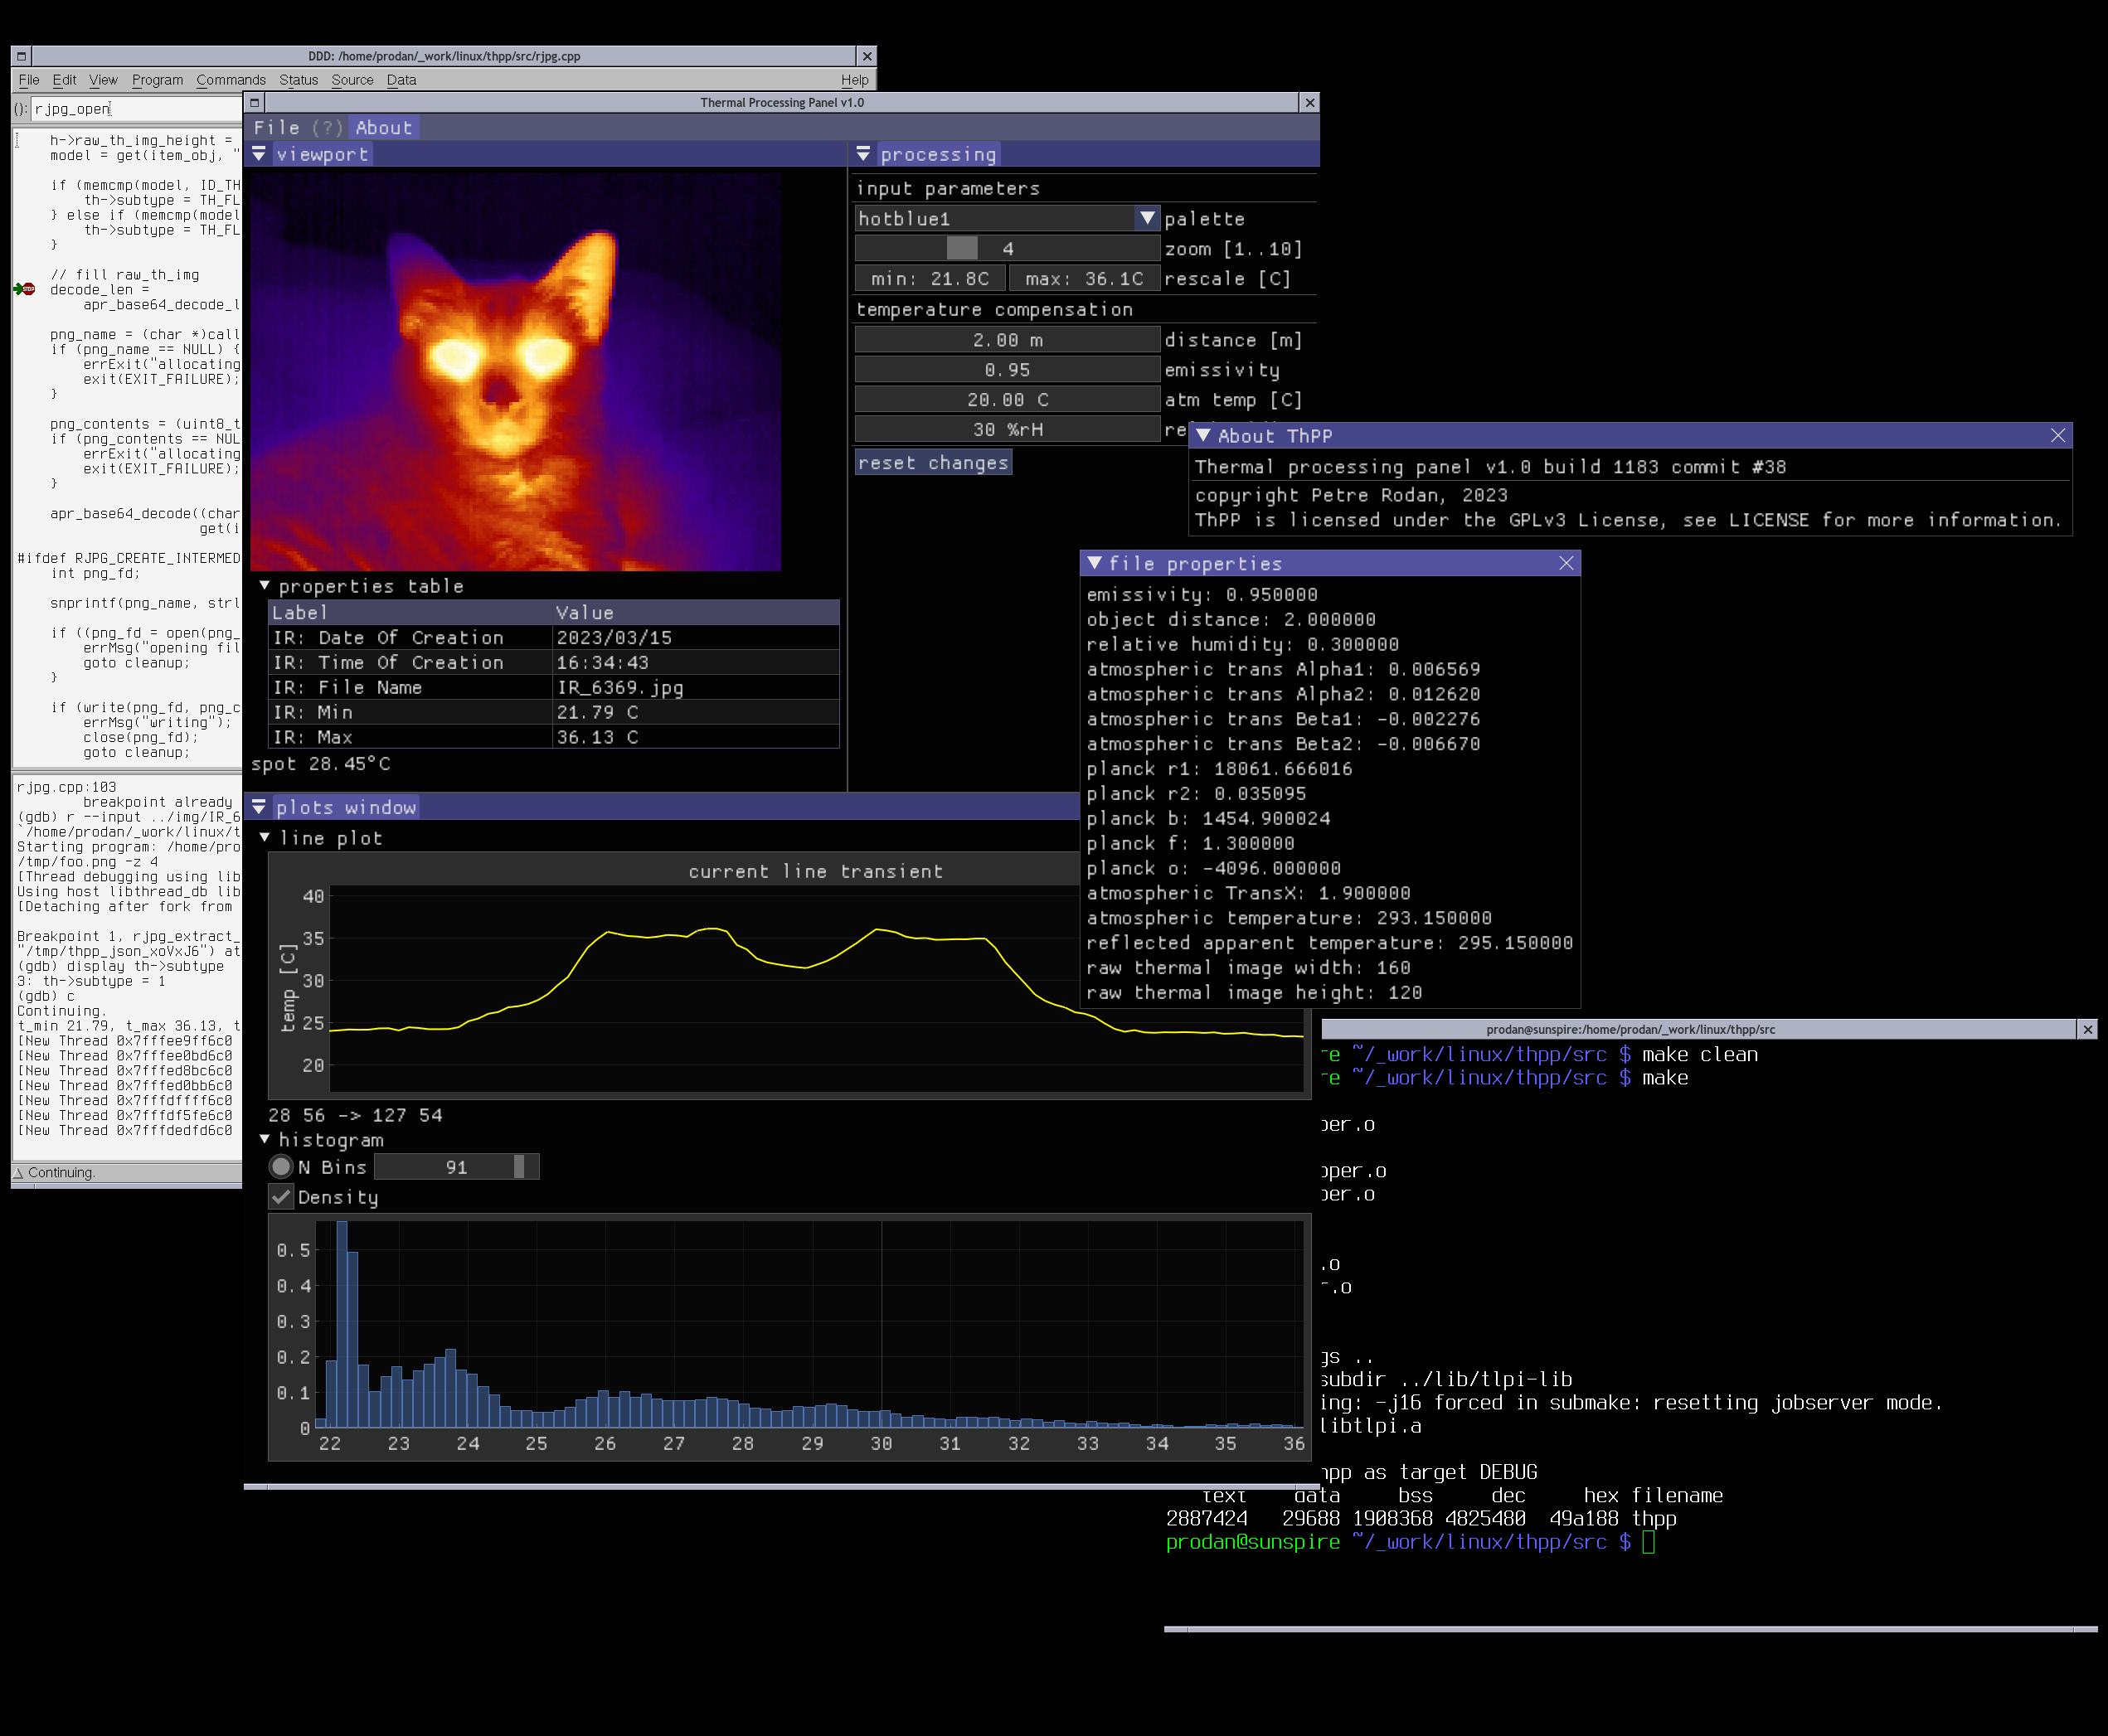 DDD: /home/prodan/_work/linux/thpp/src/rjpg.cpp
File Edit View Program Commands Status Source Data Help
(): rjpg_open
h->raw_th_img_height =
model = get(item_obj, "
if (memcmp(model, ID_TH
th->subtype = TH_FL
} else if (memcmp(model
th->subtype = TH_FL
}
// fill raw_th_img
STOP decode_len =
apr_base64_decode_l
png_name = (char *)call
if (png_name == NULL) {
errExit("allocating
exit(EXIT_FAILURE);
}
png_contents = (uint8_t
if (png_contents == NUL
errExit("allocating
exit(EXIT_FAILURE);
}
apr_base64_decode((char
get(i
#ifdef RJPG_CREATE_INTERMED
int png_fd;
snprintf(png_name, strl
if ((png_fd = open(png_
errMsg("opening fil
goto cleanup;
}
if (write(png_fd, png_c
errMsg("writing");
close(png_fd);
goto cleanup;
rjpg.cpp:103
breakpoint already
(gdb) r --input ../img/IR_6
`/home/prodan/_work/linux/t
Starting program: /home/pro
/tmp/foo.png -z 4
[Thread debugging using lib
Using host libthread_db lib
[Detaching after fork from
Breakpoint 1, rjpg_extract_
"/tmp/thpp_json_xoVxJ6") at
(gdb) display th->subtype
3: th->subtype = 1
(gdb) c
Continuing.
t_min 21.79, t_max 36.13, t
[New Thread 0x7fffee9ff6c0
[New Thread 0x7fffee0bd6c0
[New Thread 0x7fffed8bc6c0
[New Thread 0x7fffed0bb6c0
[New Thread 0x7fffdffff6c0
[New Thread 0x7fffdf5fe6c0
[New Thread 0x7fffdedfd6c0
Continuing.
Thermal Processing Panel v1.0
File (?) About
viewport
processing
input parameters
hotblue1 palette
4 zoom [1..10]
min: 21.8C max: 36.1C rescale [C]
temperature compensation
2.00 m distance [m]
0.95 emissivity
20.00 C atm temp [C]
30 %rH re
reset changes
properties table
Label Value
IR: Date Of Creation 2023/03/15
IR: Time Of Creation 16:34:43
IR: File Name IR_6369.jpg
IR: Min 21.79 C
IR: Max 36.13 C
spot 28.45°C
plots window
line plot
current line transient
temp [C]
40
35
30
25
20
28 56 -> 127 54
histogram
N Bins 91
Density
0.5
0.4
0.3
0.2
0.1
0
22 23 24 25 26 27 28 29 30 31 32 33 34 35 36
About ThPP
Thermal processing panel v1.0 build 1183 commit #38
copyright Petre Rodan, 2023
ThPP is licensed under the GPLv3 License, see LICENSE for more information.
file properties
emissivity: 0.950000
object distance: 2.000000
relative humidity: 0.300000
atmospheric trans Alpha1: 0.006569
atmospheric trans Alpha2: 0.012620
atmospheric trans Beta1: -0.002276
atmospheric trans Beta2: -0.006670
planck r1: 18061.666016
planck r2: 0.035095
planck b: 1454.900024
planck f: 1.300000
planck o: -4096.000000
atmospheric TransX: 1.900000
atmospheric temperature: 293.150000
reflected apparent temperature: 295.150000
raw thermal image width: 160
raw thermal image height: 120
prodan@sunspire:/home/prodan/_work/linux/thpp/src
re ~/_work/linux/thpp/src $ make clean
re ~/_work/linux/thpp/src $ make
per.o
pper.o
per.o
.o
r.o
gs ..
subdir ../lib/tlpi-lib
ing: -j16 forced in submake: resetting jobserver mode.
libtlpi.a
hpp as target DEBUG
text data bss dec hex filename
2887424 29688 1908368 4825480 49a188 thpp
prodan@sunspire ~/_work/linux/thpp/src $